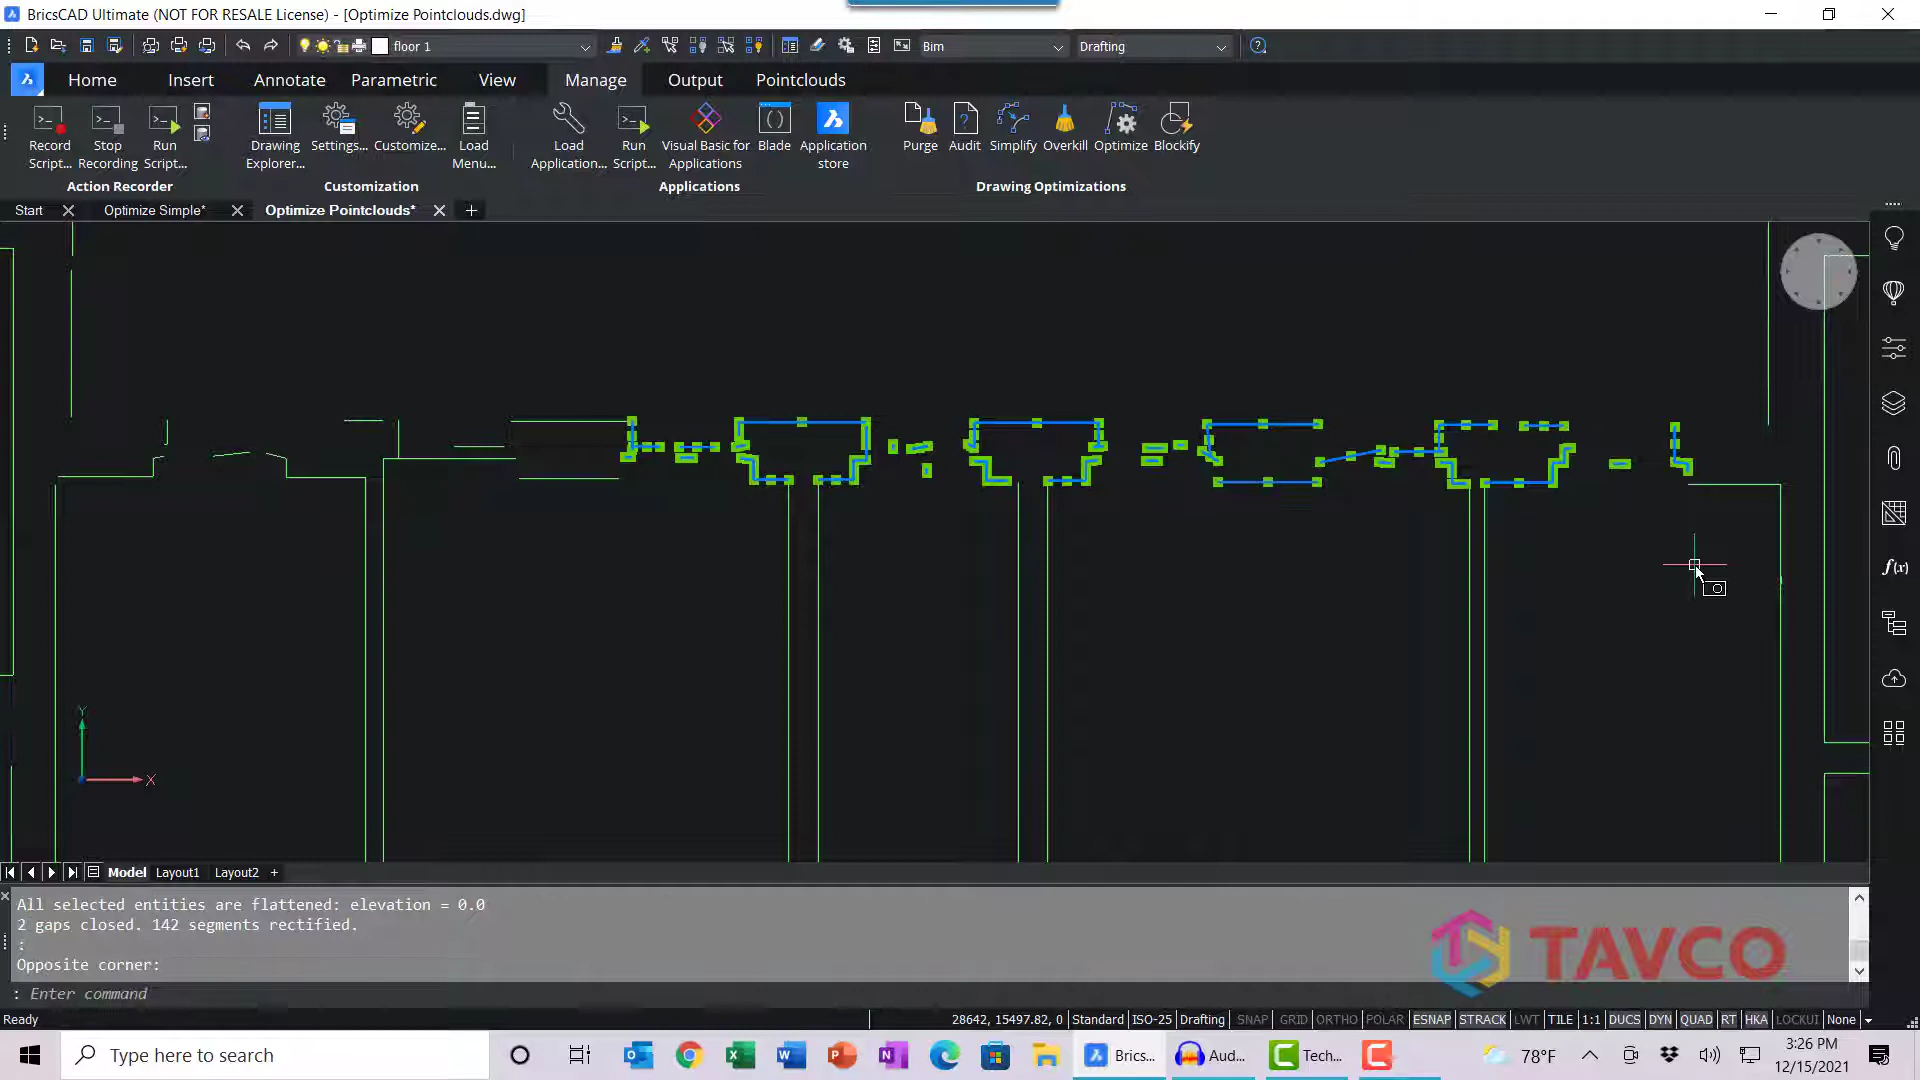 BricsCAD Ultimate (NOT FOR RESALE License) - [Optimize Pointclouds.dwg]
floor 1
Bim
Drafting
Home Insert Annotate Parametric View Manage Output Pointclouds
Record Script...
Stop Recording
Run Script...
Drawing Explorer...
Settings...
Customize...
Load Menu...
Load Application...
Run Script...
Visual Basic for Applications
Blade
Application store
Purge
Audit
Simplify
Overkill
Optimize
Blockify
Action Recorder
Customization
Applications
Drawing Optimizations
Start
Optimize Simple*
Optimize Pointclouds*
f(x)
Y
X
Model Layout1 Layout2 +
All selected entities are flattened: elevation = 0.0
2 gaps closed. 142 segments rectified.
:
Opposite corner:
: Enter command
TAVCO
Ready
28642, 15497.82, 0 Standard ISO-25 Drafting SNAP GRID ORTHO POLAR ESNAP STRACK LWT TILE 1:1 DUCS DYN QUAD RT HKA LOCKUI None
Type here to search
Brics...
Aud...
Tech...
78°F
3:26 PM
12/15/2021